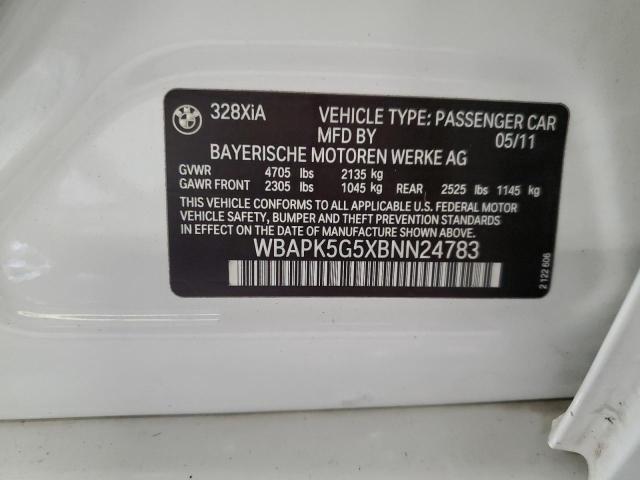 BMW
328XiA VEHICLE TYPE: PASSENGER CAR
MFD BY 05/11
BAYERISCHE MOTOREN WERKE AG
GVWR 4705 lbs 2135 kg
GAWR FRONT 2305 lbs 1045 kg REAR 2525 lbs 1145 kg
THIS VEHICLE CONFORMS TO ALL APPLICABLE U.S. FEDERAL MOTOR
VEHICLE SAFETY, BUMPER AND THEFT PREVENTION STANDARDS
IN EFFECT ON THE DATE OF MANUFACTURE SHOWN ABOVE.
WBAPK5G5XBNN24783
2 122 606